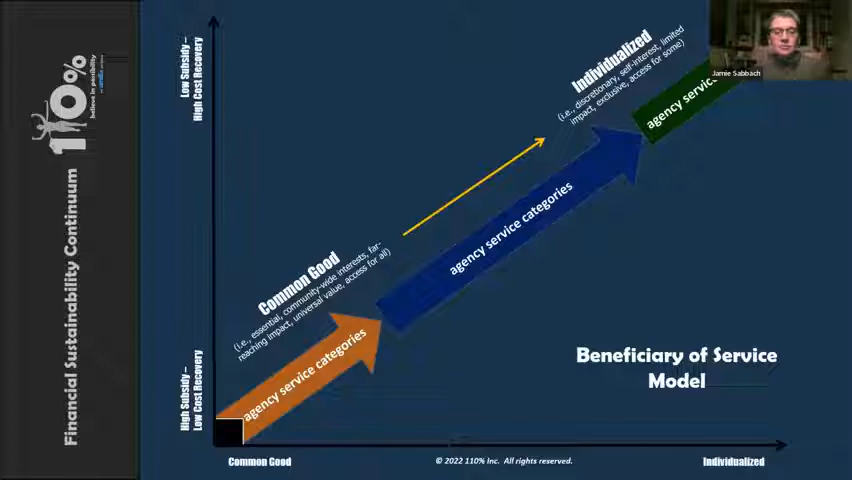 Financial Sustainability Continuum
110%
believe in possibility
Low Subsidy –
High Cost Recovery
High Subsidy –
Low Cost Recovery
Common Good
(i.e., essential, community-wide interests, far-
reaching impact, universal value, access for all)
agency service categories
agency service categories
Individualized
(i.e., discretionary, self-interest, limited
impact, exclusive, access for some)
agency service
Jamie Sabbach
Beneficiary of Service
Model
Common Good
© 2022 110% Inc. All rights reserved.
Individualized